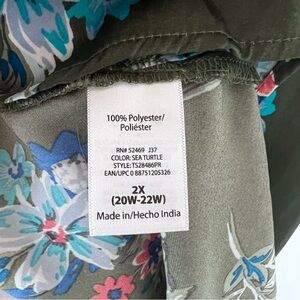 100% Polyester/
Poliéster
RN# 52469 J37
COLOR: SEA TURTLE
STYLE: TS28486PR
EAN/UPC 0 88751205326
2X
(20W-22W)
Made in/Hecho India